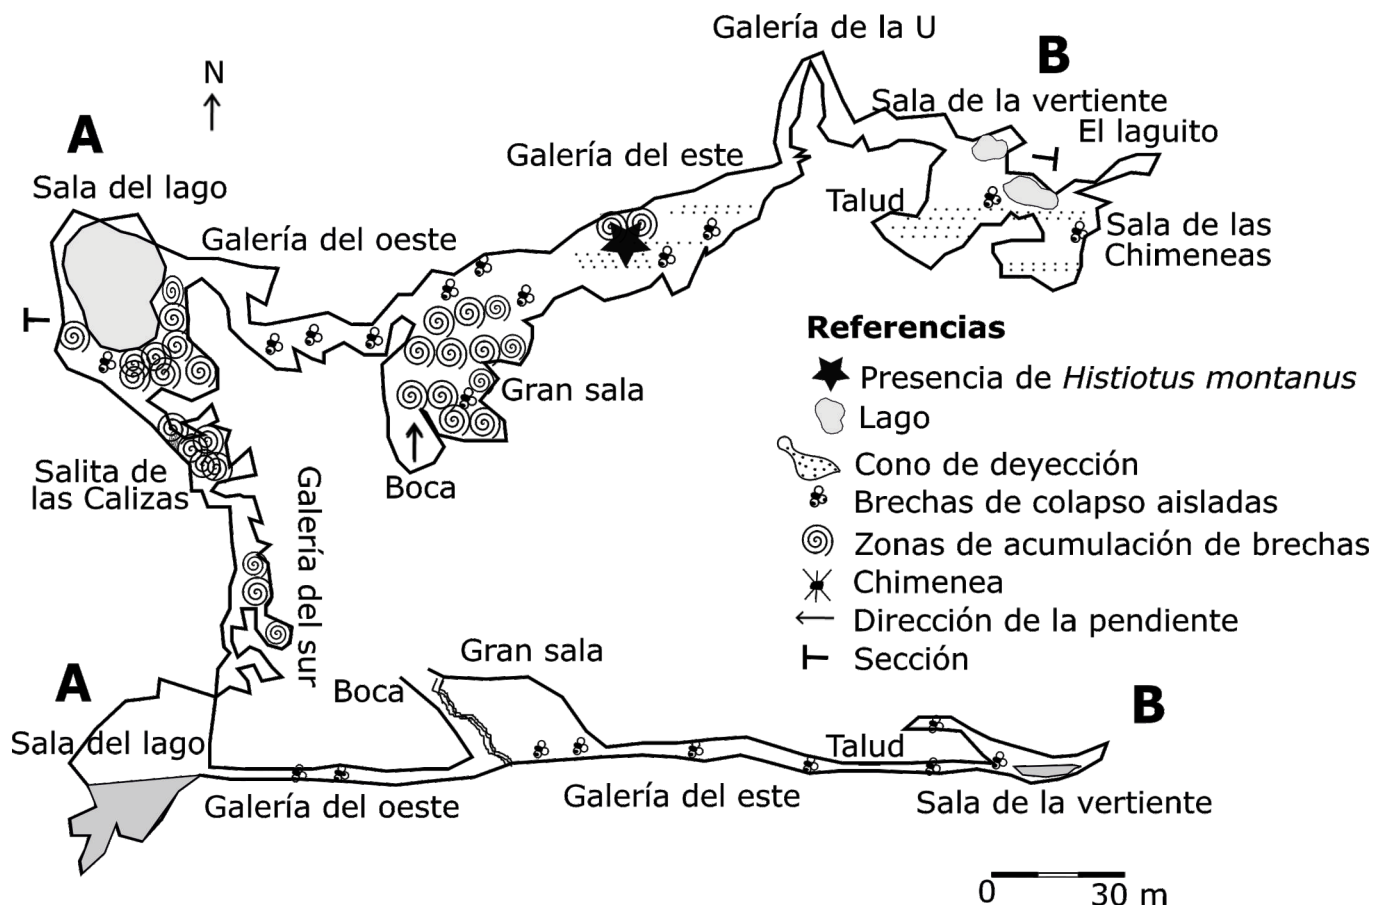 Galería de la U
N
B
A
Sala de la vertiente
El laguito
Galería del este
Sala del lago
Talud
Galería del oeste
Sala de las
Chimeneas
Referencias
Presencia de Histiotus montanus
Gran sala
Lago
Salita de
las Calizas
Galería del sur
Boca
Cono de deyección
Brechas de colapso aisladas
Zonas de acumulación de brechas
Chimenea
Dirección de la pendiente
Sección
Gran sala
A
Boca
B
Sala del lago
Talud
Galería del oeste
Galería del este
Sala de la vertiente
0 30 m